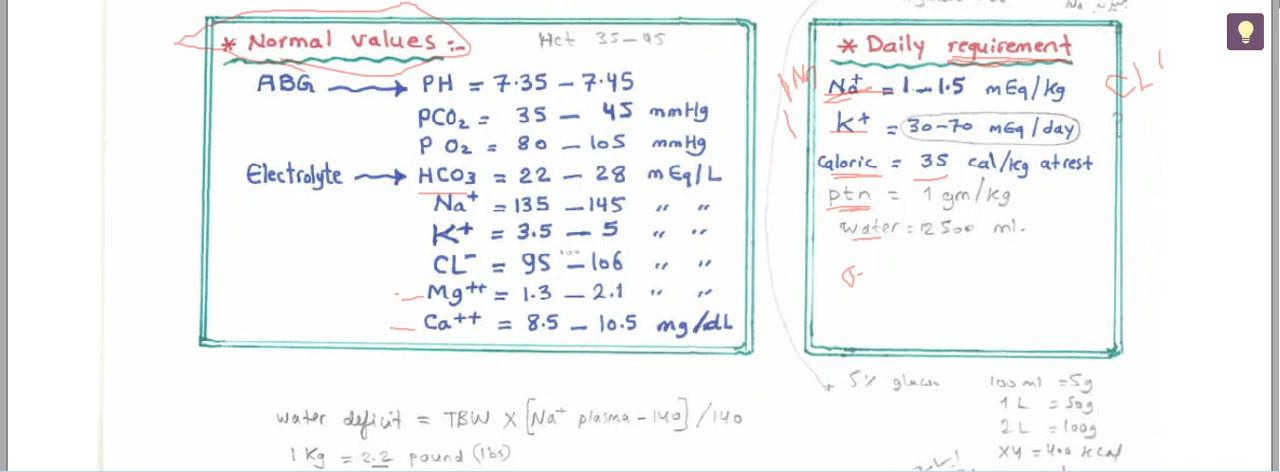 * Normal values :-
Hct 35-45
ABG → PH = 7.35 - 7.45
PCO₂ = 35 - 45 mmHg
PO₂ = 80 - 105 mmHg
Electrolyte → HCO3 = 22 - 28 mEq/L
Na⁺ = 135 - 145 " "
K⁺ = 3.5 - 5 " "
CL⁻ = 95 - 106 " "
Mg⁺⁺ = 1.3 - 2.1 " "
Ca⁺⁺ = 8.5 - 10.5 mg/dL
water deficit = TBW X [Na⁺ plasma - 140] / 140
1 Kg = 2.2 pound (lbs)
* Daily requirement
Na⁺ = 1 - 1.5 mEq/kg
CL
K⁺ = 30-70 mEq/day
Caloric = 35 cal/kg at rest
ptn = 1 gm/kg
water = 2500 ml.
5% glucose
100 ml = 5g
1 L = 50g
2 L = 100g
X4 = 400 kcal